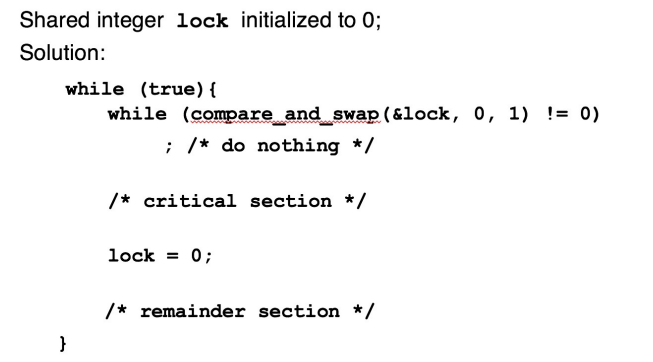 Shared integer lock initialized to 0;
Solution:
while (true){
while (compare_and_swap(&lock, 0, 1) != 0)
; /* do nothing */
/* critical section */
lock = 0;
/* remainder section */
}